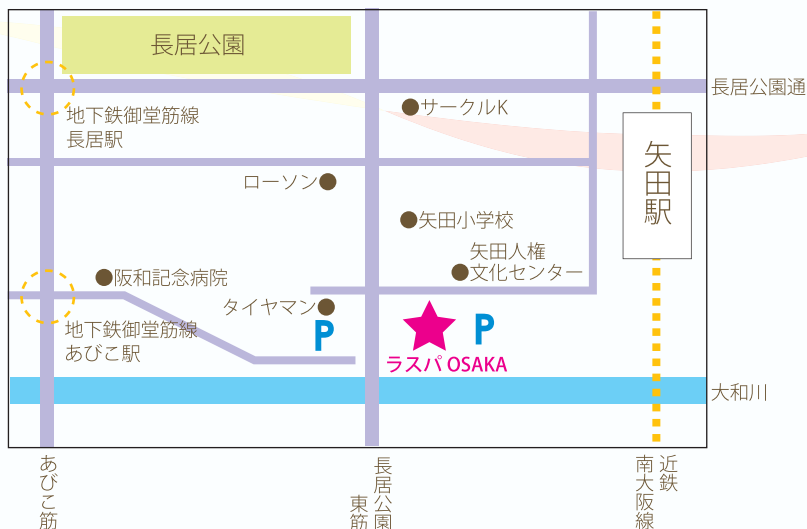 長居公園
長居公園通
サークルK
地下鉄御堂筋線
長居駅
矢田駅
ローソン
矢田小学校
矢田人権
文化センター
阪和記念病院
タイヤマン
P
P
地下鉄御堂筋線
あびこ駅
ラスパ OSAKA
大和川
あびこ筋
長居公園
東筋
近鉄
南大阪線